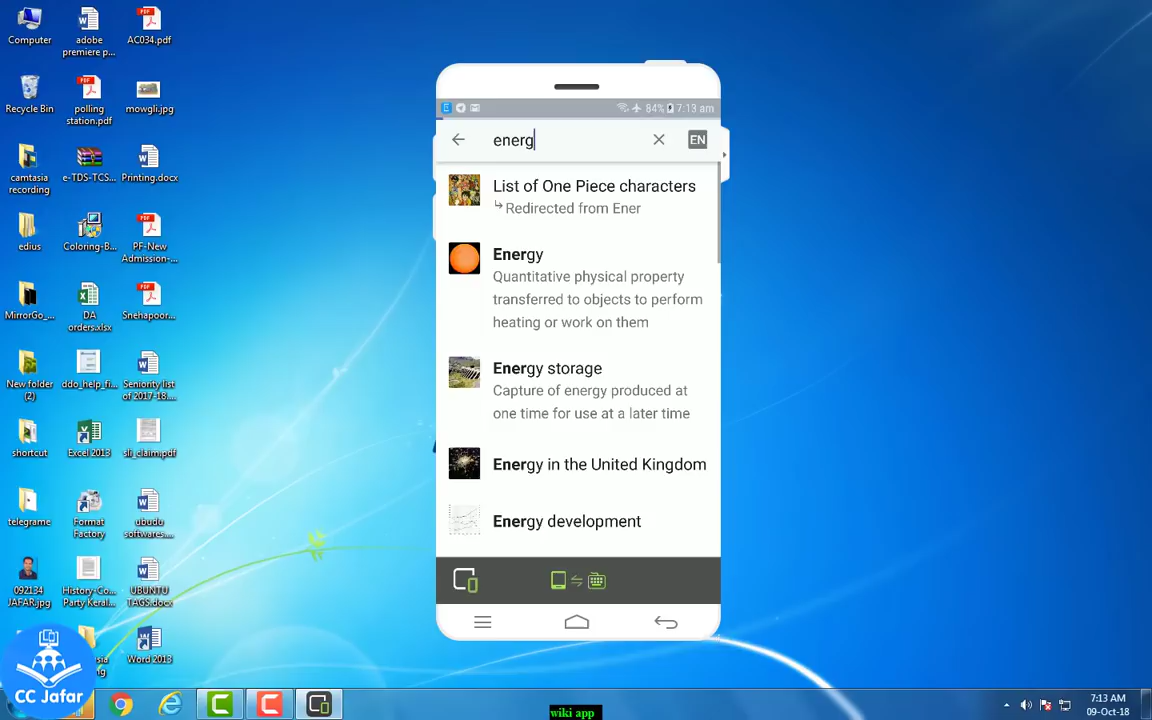 Computer
adobe
premiere p...
AC034.pdf
Recycle Bin
polling
station.pdf
mowgli.jpg
camtasia
recording
e-TDS-TCS...
Printing.docx
edius
Coloring-B...
PF-New
Admission-...
MirrorGo_...
DA
orders.xlsx
Snehapoor...
New folder
(2)
ddo_help_fi...
Seniority list
of 2017-18....
shortcut
Excel 2013
sli_claim.pdf
telegrame
Format
Factory
ubudu
softwares....
092134
JAFAR.jpg
History-Co...
Party Keral...
UBUNTU
TAGS.docx
Word 2013
CC Jafar
84% 7:13 am
energ
EN
List of One Piece characters
Redirected from Ener
Energy
Quantitative physical property
transferred to objects to perform
heating or work on them
Energy storage
Capture of energy produced at
one time for use at a later time
Energy in the United Kingdom
Energy development
wiki app
7:13 AM
09-Oct-18